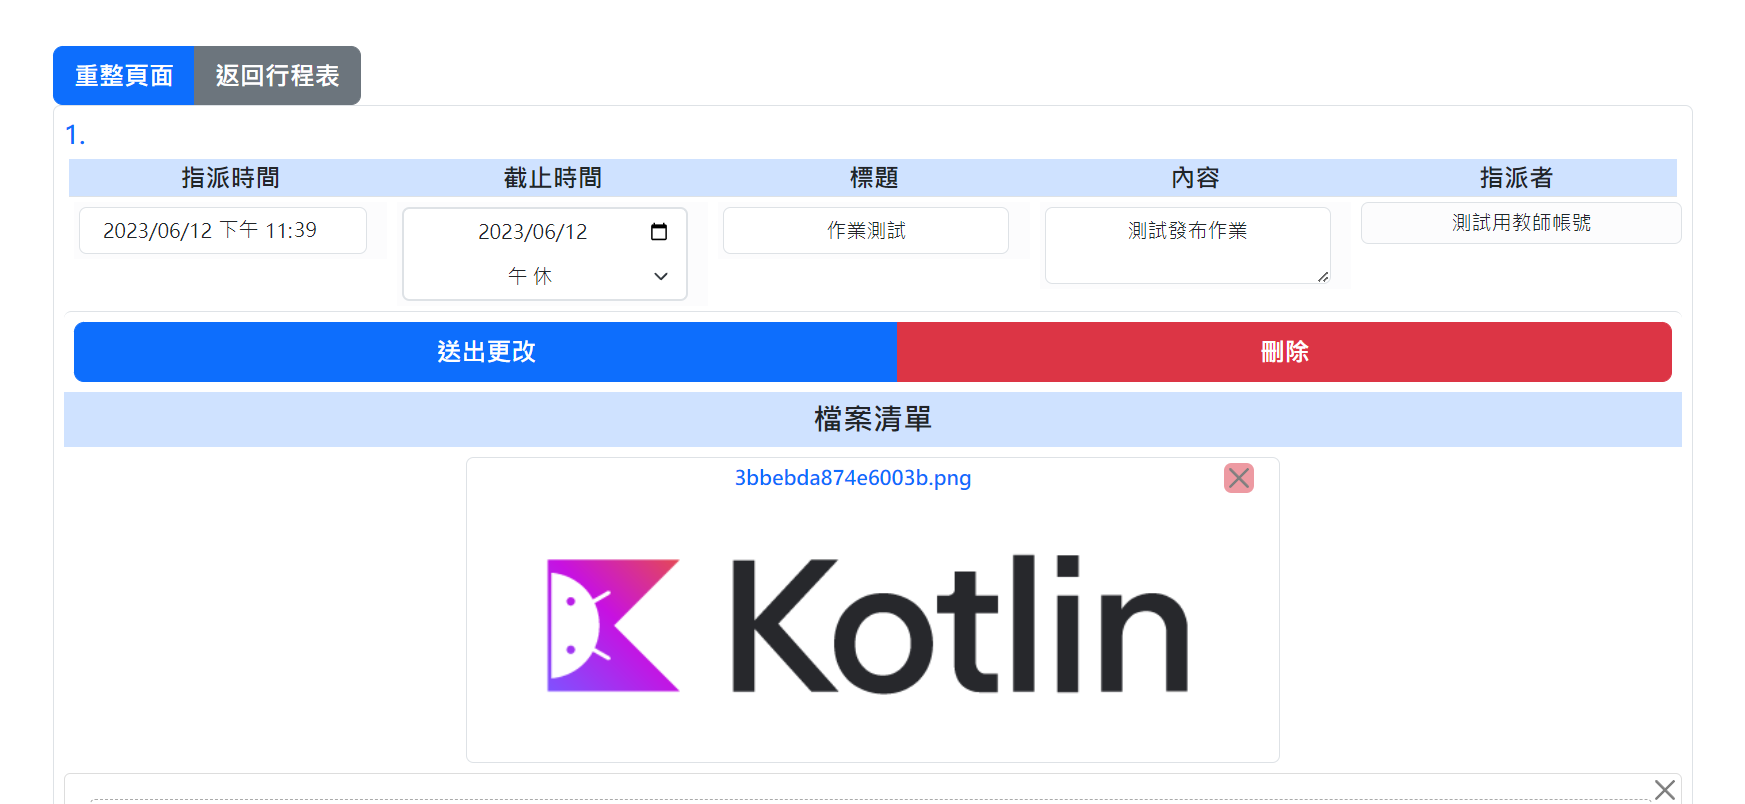 重整頁面 返回行程表
1.
指派時間 截止時間 標題 內容 指派者
2023/06/12 下午 11:39 2023/06/12 作業測試 測試發布作業 測試用教師帳號
午休
送出更改 刪除
檔案清單
3bbebda874e6003b.png
Kotlin